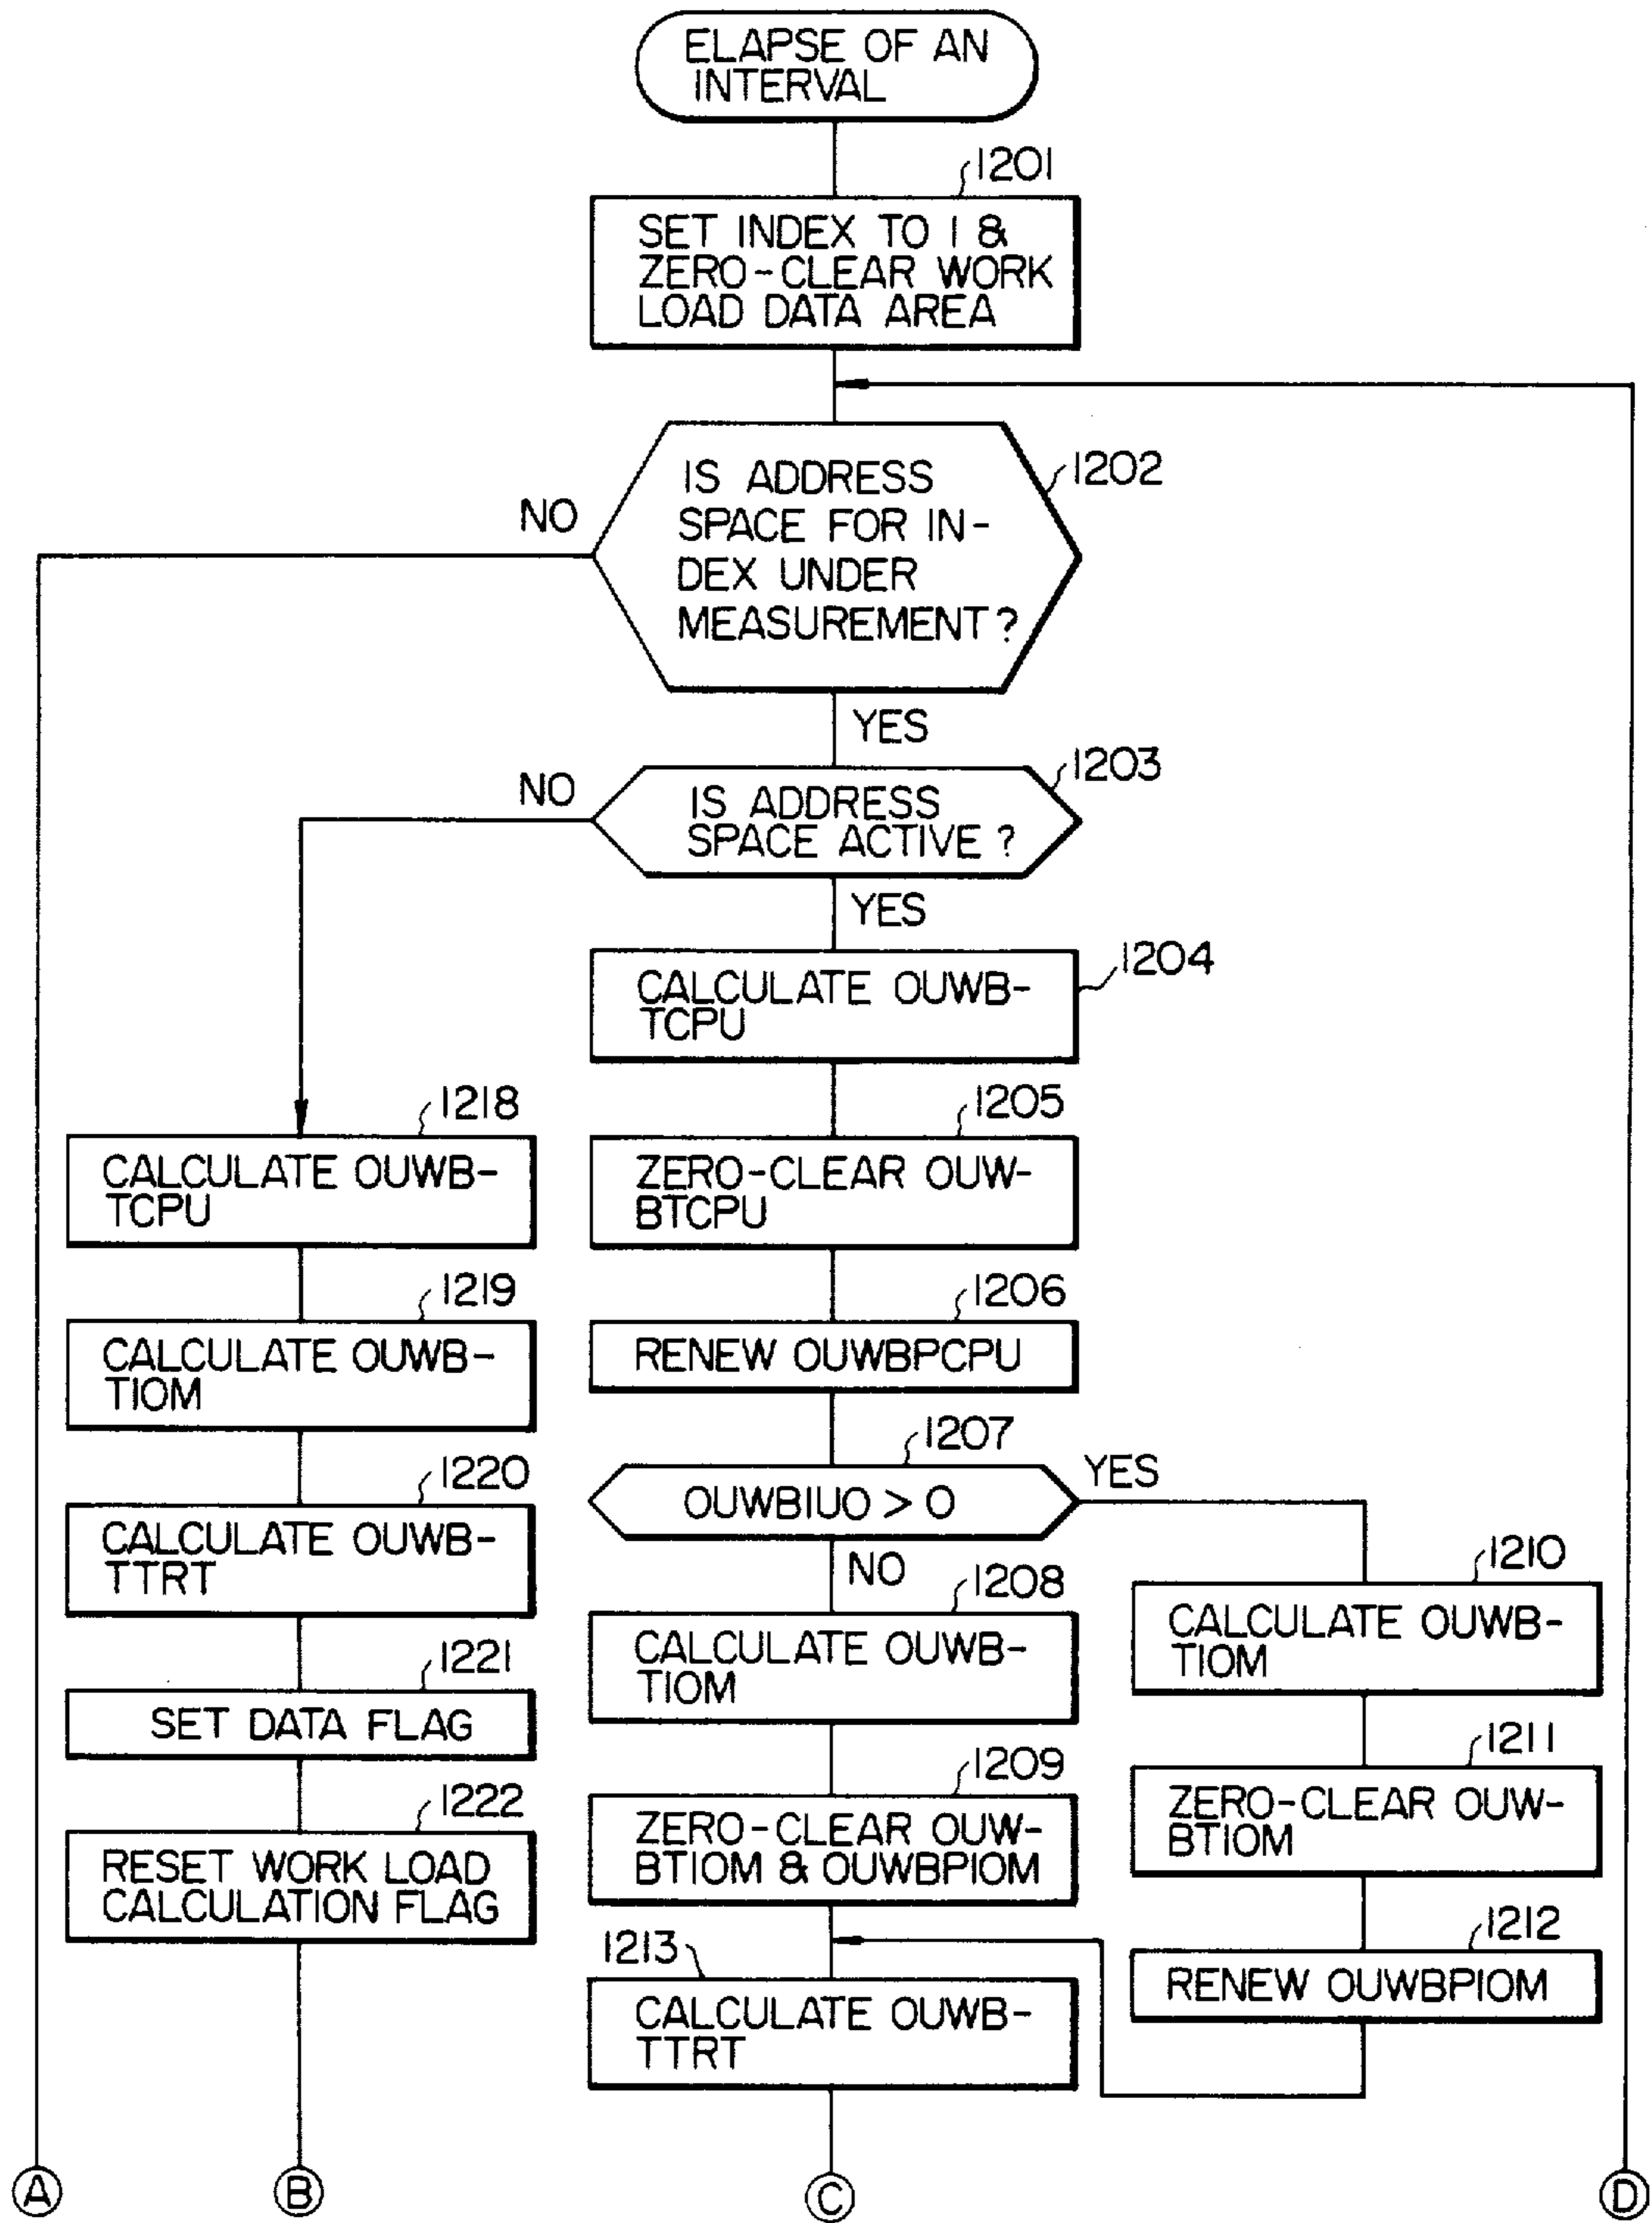 ELAPSE OF AN
INTERVAL
1201
SET INDEX TO 1 &
ZERO-CLEAR WORK
LOAD DATA AREA
1202
IS ADDRESS
SPACE FOR IN-
DEX UNDER
MEASUREMENT?
NO
YES
1203
NO
IS ADDRESS
SPACE ACTIVE?
YES
1204
CALCULATE OUWB-
TCPU
1218
CALCULATE OUWB-
TCPU
1205
ZERO-CLEAR OUW-
BTCPU
1219
CALCULATE OUWB-
TIOM
1206
RENEW OUWBPCPU
1207
OUWBIUO > 0
YES
NO
1220
CALCULATE OUWB-
TTRT
1208
CALCULATE OUWB-
TIOM
1210
CALCULATE OUWB-
TIOM
1221
SET DATA FLAG
1209
ZERO-CLEAR OUW-
BTIOM & OUWBPIOM
1211
ZERO-CLEAR OUW-
BTIOM
1222
RESET WORK LOAD
CALCULATION FLAG
1212
RENEW OUWBPIOM
1213
CALCULATE OUWB-
TTRT
A
B
C
D